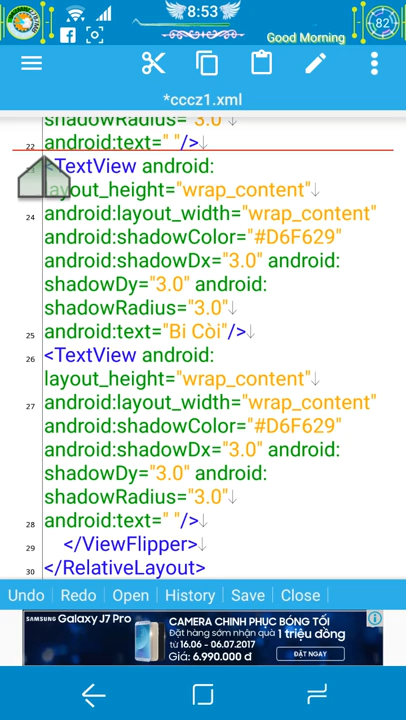 8:53
Good Morning
82
*cccz1.xml
shadowRadius="3.0"↓
22 android:text=" "/>↓
<TextView android:
layout_height="wrap_content"↓
24 android:layout_width="wrap_content"
android:shadowColor="#D6F629"
android:shadowDx="3.0" android:
shadowDy="3.0" android:
shadowRadius="3.0"↓
25 android:text="Bi Còi"/>↓
26 <TextView android:
layout_height="wrap_content"↓
27 android:layout_width="wrap_content"
android:shadowColor="#D6F629"
android:shadowDx="3.0" android:
shadowDy="3.0" android:
shadowRadius="3.0"↓
28 android:text=" "/>↓
29 </ViewFlipper>↓
30 </RelativeLayout>
Undo Redo Open History Save Close
SAMSUNG
Galaxy J7 Pro
CAMERA CHINH PHỤC BÓNG TỐI
Đặt hàng sớm nhận quà 1 triệu đồng
từ 16.06 - 06.07.2017
Giá: 6.990.000 đ
ĐẶT NGAY